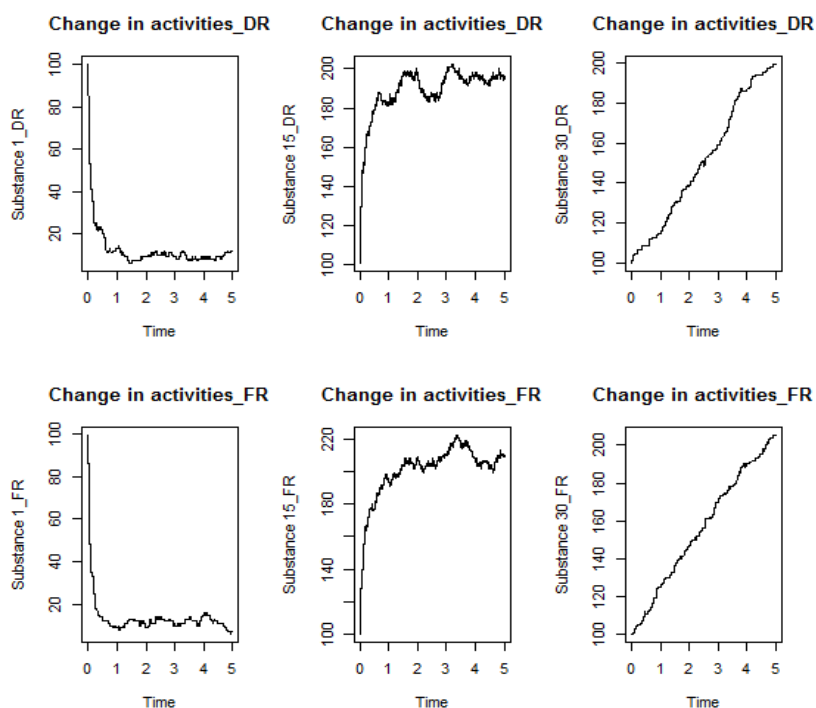 Change in activities_DR
Substance 1_DR
100
80
60
40
20
0 1 2 3 4 5
Time
Change in activities_DR
Substance 15_DR
200
180
160
140
120
100
0 1 2 3 4 5
Time
Change in activities_DR
Substance 30_DR
200
180
160
140
120
100
0 1 2 3 4 5
Time
Change in activities_FR
Substance 1_FR
100
80
60
40
20
0 1 2 3 4 5
Time
Change in activities_FR
Substance 15_FR
220
180
140
100
0 1 2 3 4 5
Time
Change in activities_FR
Substance 30_FR
200
180
160
140
120
100
0 1 2 3 4 5
Time